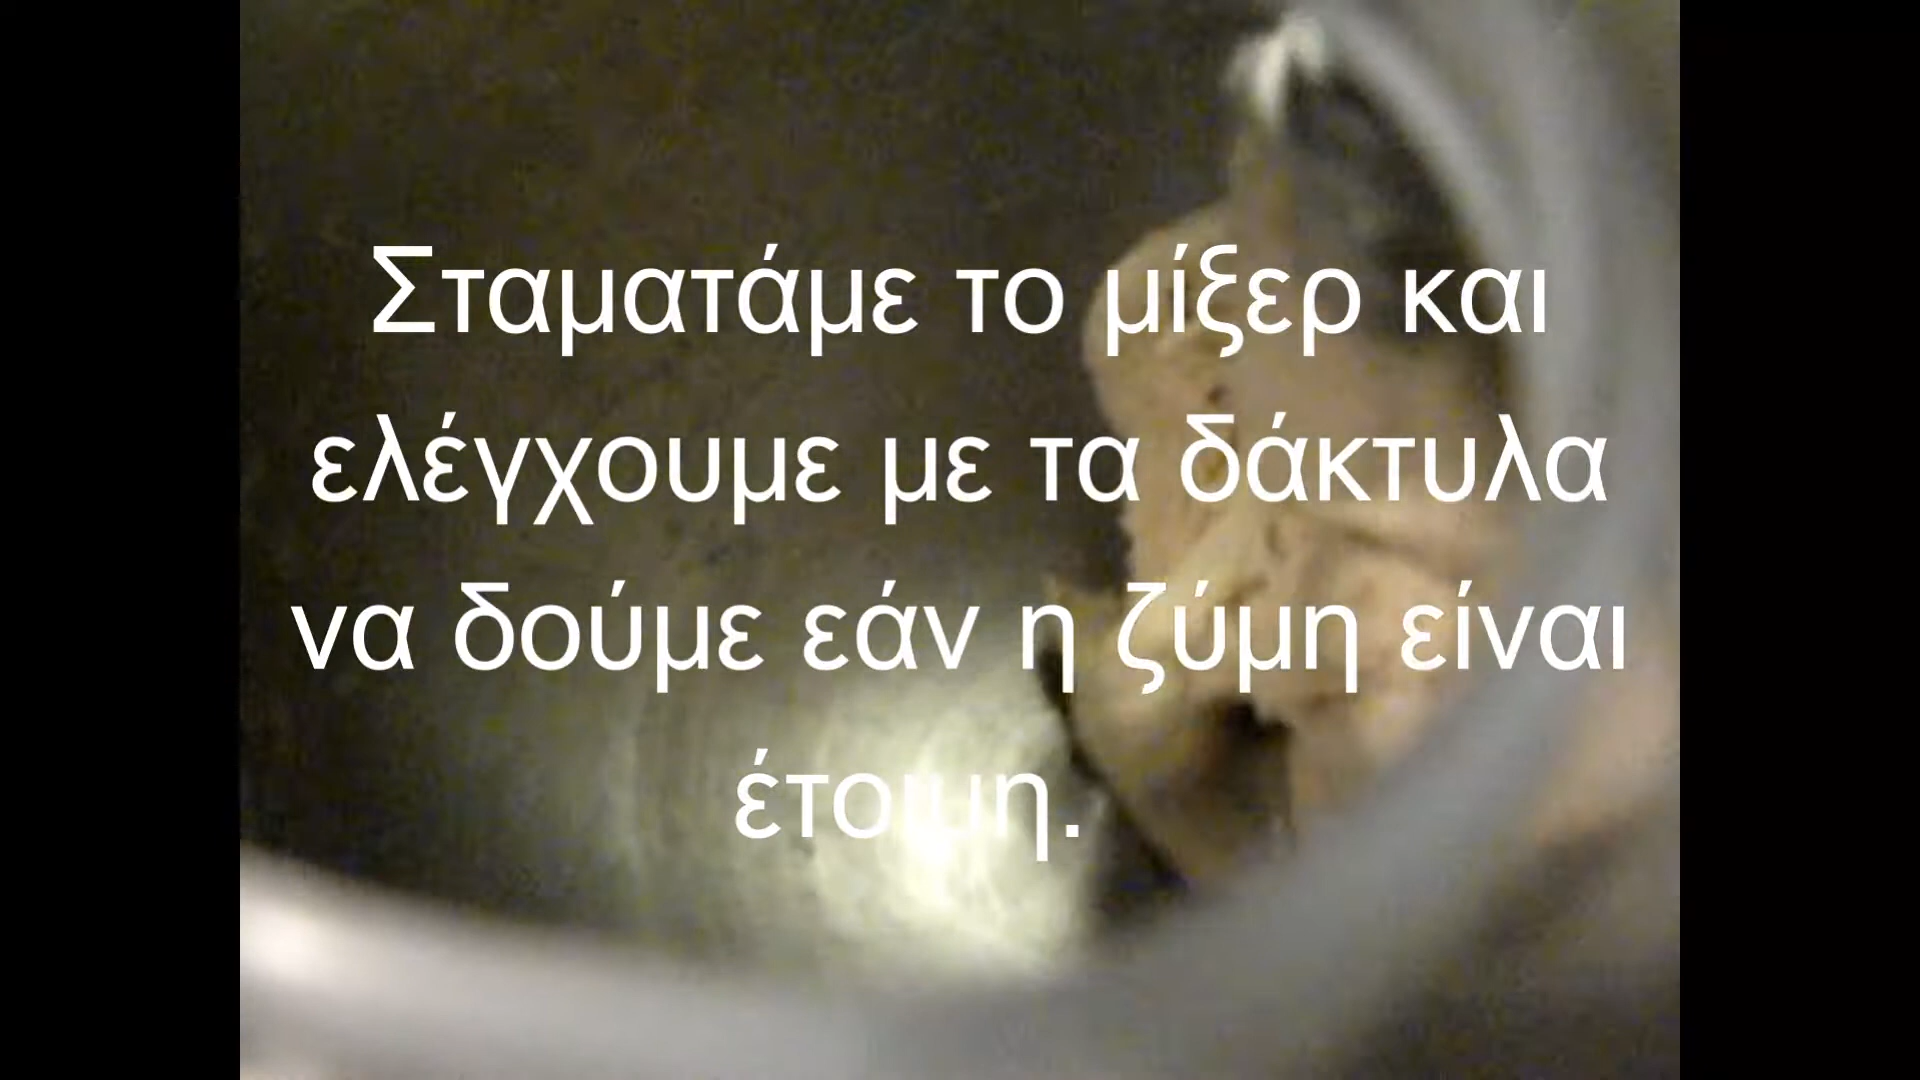 Σταματάμε το μίξερ και
ελέγχουμε με τα δάκτυλα
να δούμε εάν η ζύμη είναι
έτοιμη.